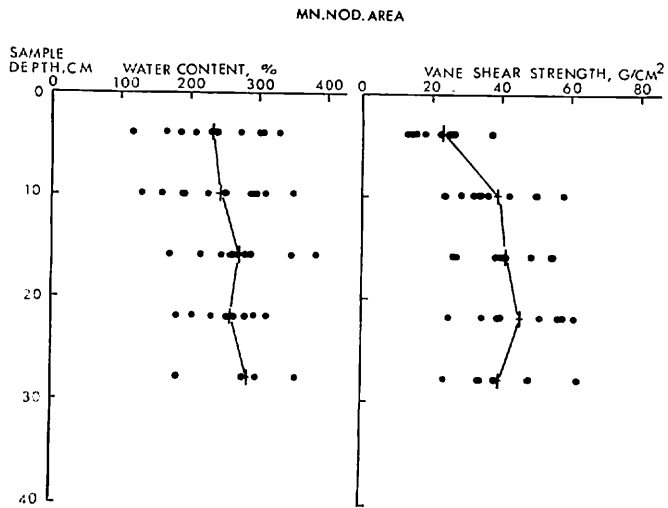 MN.NOD.AREA
SAMPLE
DEPTH,CM
WATER CONTENT, %
VANE SHEAR STRENGTH, G/CM2
0 100 200 300 400
0 20 40 60 80
0
10
20
30
40